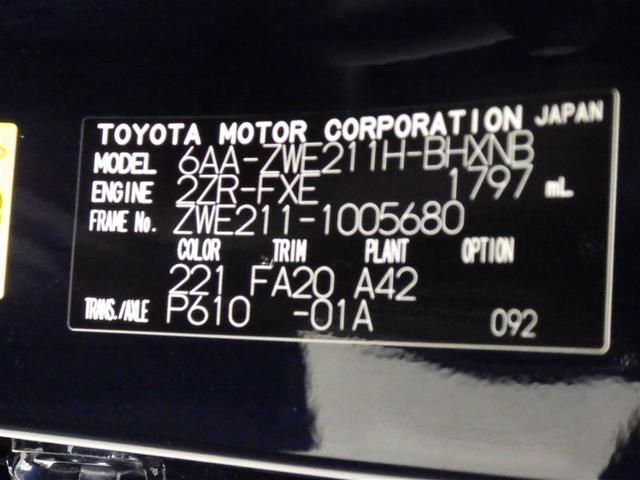 TOYOTA MOTOR CORPORATION JAPAN
MODEL 6AA-ZWE211H-BHXNB
ENGINE 2ZR-FXE 1797 mL
FRAME No. ZWE211-1005680
COLOR TRIM PLANT OPTION
221 FA20 A42
TRANS./AXLE P610 -01A 092